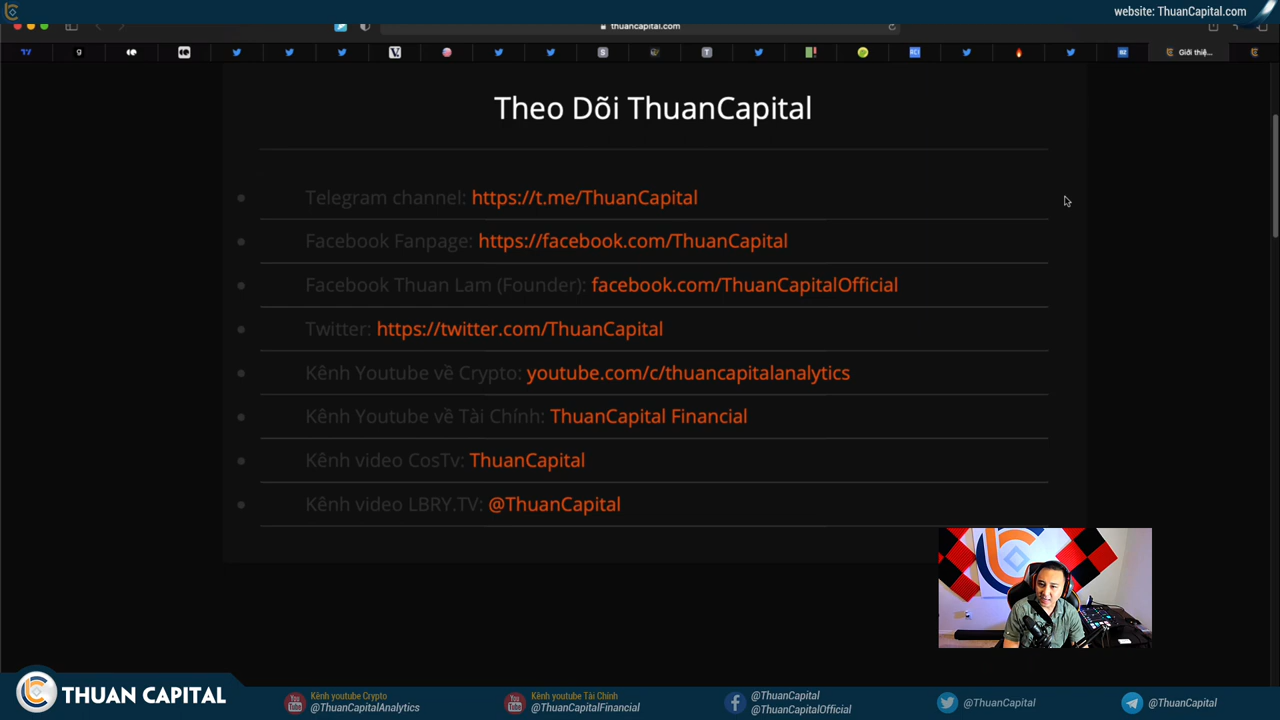 website: ThuanCapital.com
thuancapital.com
Giới thiệ...
Theo Dõi ThuanCapital
Telegram channel: https://t.me/ThuanCapital
Facebook Fanpage: https://facebook.com/ThuanCapital
Facebook Thuan Lam (Founder): facebook.com/ThuanCapitalOfficial
Twitter: https://twitter.com/ThuanCapital
Kênh Youtube về Crypto: youtube.com/c/thuancapitalanalytics
Kênh Youtube về Tài Chính: ThuanCapital Financial
Kênh video CosTv: ThuanCapital
Kênh video LBRY.TV: @ThuanCapital
THUAN CAPITAL
Kênh youtube Crypto
@ThuanCapitalAnalytics
Kênh youtube Tài Chính
@ThuanCapitalFinancial
@ThuanCapital
@ThuanCapitalOfficial
@ThuanCapital
@ThuanCapital